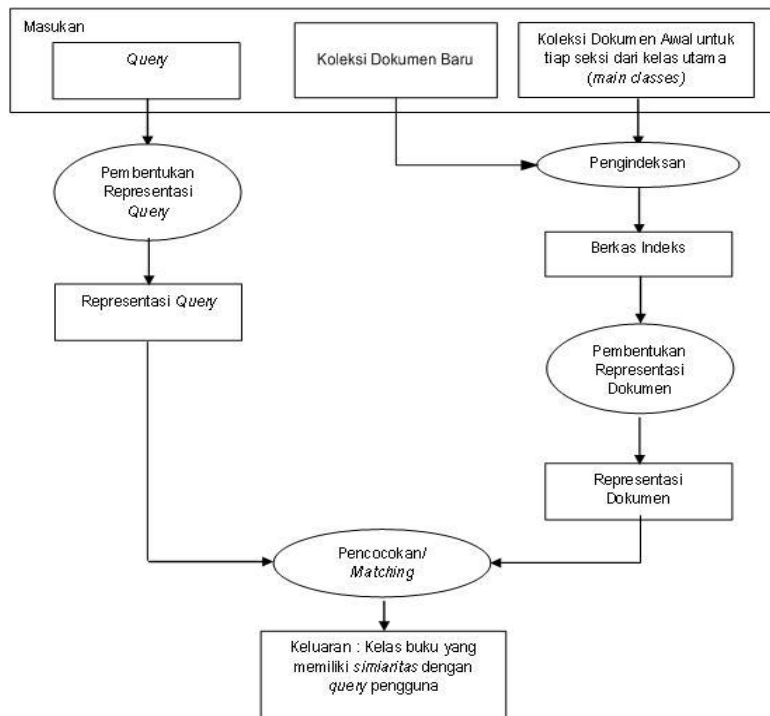 Masukan
Query
Koleksi Dokumen Baru
Koleksi Dokumen Awal untuk
tiap seksi dari kelas utama
(main classes)
Pembentukan
Representasi
Query
Pengindeksan
Berkas Indeks
Representasi Query
Pembentukan
Representasi
Dokumen
Representasi
Dokumen
Pencocokan/
Matching
Keluaran : Kelas buku yang
memiliki simiaritas dengan
query pengguna